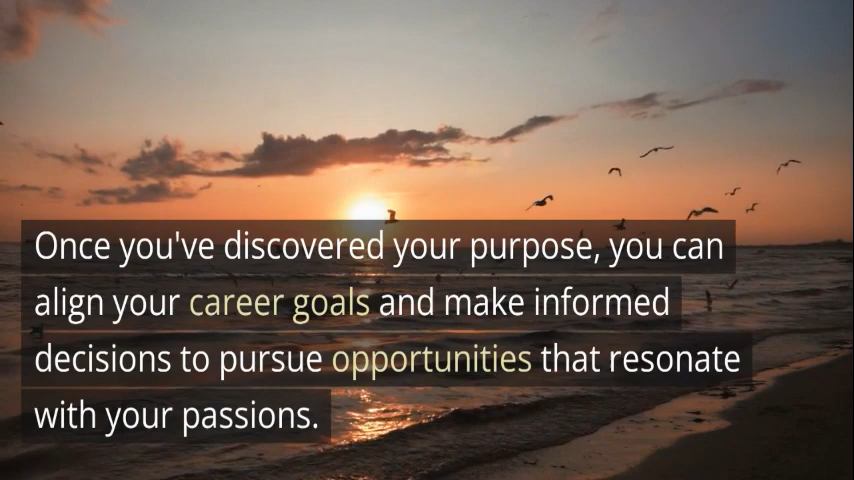 Once you've discovered your purpose, you can
align your career goals and make informed
decisions to pursue opportunities that resonate
with your passions.